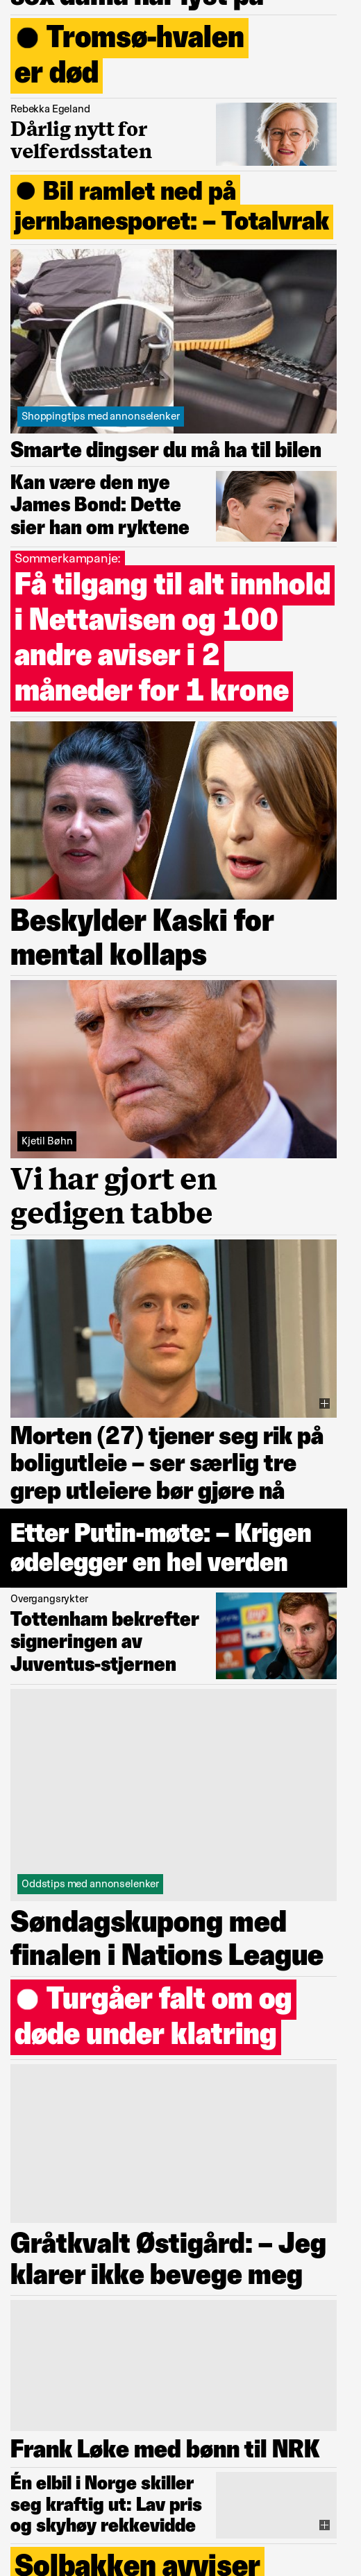 ● Tromsø-hvalen
er død
Rebekka Egeland
Dårlig nytt for
velferdsstaten
● Bil ramlet ned på
jernbanesporet: – Totalvrak
Shoppingtips med annonselenker
Smarte dingser du må ha til bilen
Kan være den nye
James Bond: Dette
sier han om ryktene
Sommerkampanje:
Få tilgang til alt innhold
i Nettavisen og 100
andre aviser i 2
måneder for 1 krone
Beskylder Kaski for
mental kollaps
Kjetil Bøhn
Vi har gjort en
gedigen tabbe
Morten (27) tjener seg rik på
boligutleie – ser særlig tre
grep utleiere bør gjøre nå
Etter Putin-møte: – Krigen
ødelegger en hel verden
Overgangsrykter
Tottenham bekrefter
signeringen av
Juventus-stjernen
Oddstips med annonselenker
Søndagskupong med
finalen i Nations League
● Turgåer falt om og
døde under klatring
Gråtkvalt Østigård: – Jeg
klarer ikke bevege meg
Frank Løke med bønn til NRK
Én elbil i Norge skiller
seg kraftig ut: Lav pris
og skyhøy rekkevidde
Solbakken avviser